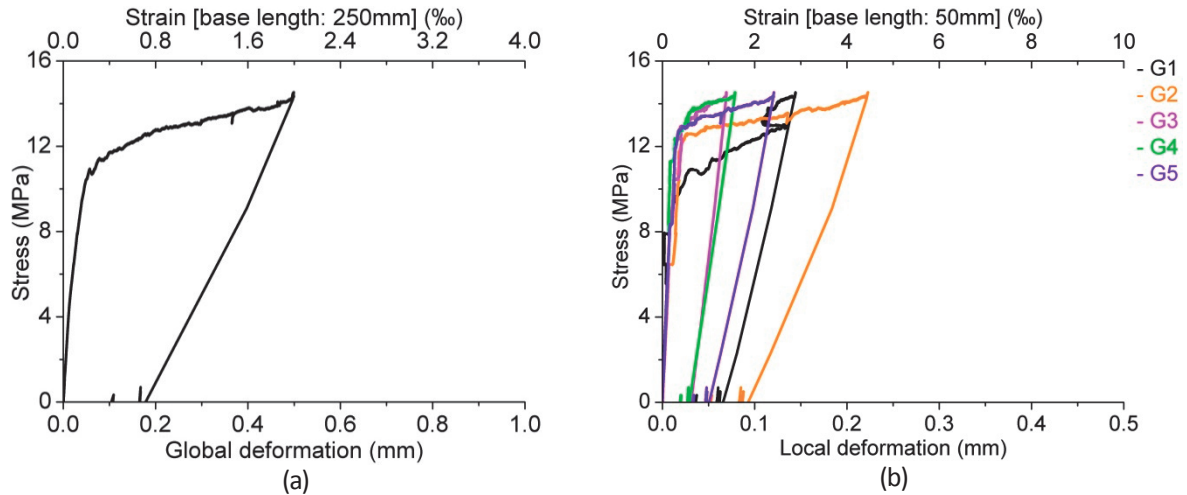 Strain [base length: 250mm] (‰)
0.0 0.8 1.6 2.4 3.2 4.0
16
12
8
4
0
Stress (MPa)
0.0 0.2 0.4 0.6 0.8 1.0
Global deformation (mm)
(a)
Strain [base length: 50mm] (‰)
0 2 4 6 8 10
16
12
8
4
0
Stress (MPa)
0.0 0.1 0.2 0.3 0.4 0.5
Local deformation (mm)
(b)
- G1
- G2
- G3
- G4
- G5